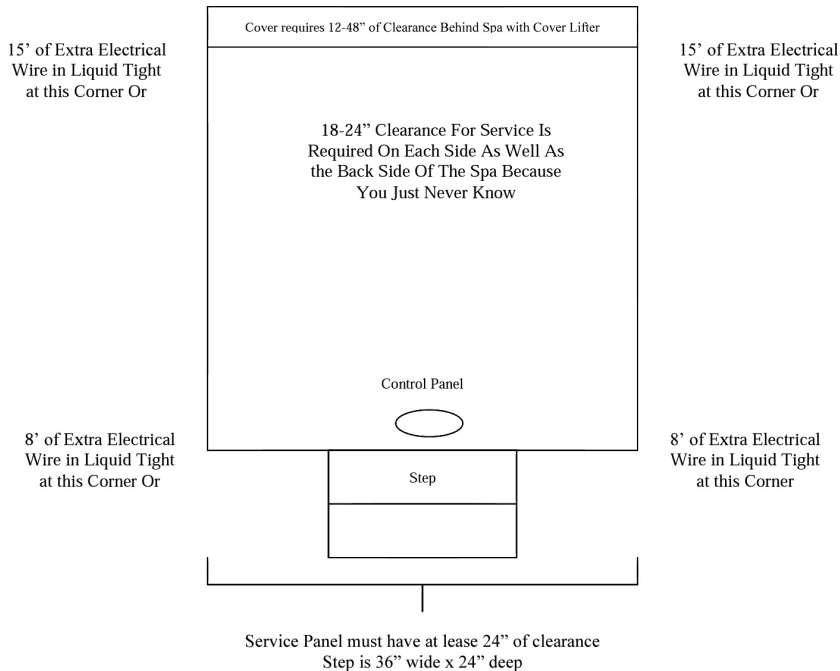 Cover requires 12-48” of Clearance Behind Spa with Cover Lifter
15’ of Extra Electrical
Wire in Liquid Tight
at this Corner Or
15’ of Extra Electrical
Wire in Liquid Tight
at this Corner Or
18-24” Clearance For Service Is
Required On Each Side As Well As
the Back Side Of The Spa Because
You Just Never Know
Control Panel
8’ of Extra Electrical
Wire in Liquid Tight
at this Corner Or
8’ of Extra Electrical
Wire in Liquid Tight
at this Corner
Step
Service Panel must have at lease 24” of clearance
Step is 36” wide x 24” deep